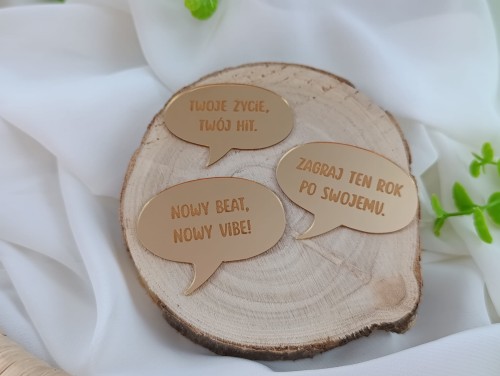 TWOJE ŻYCIE,
TWÓJ HIT.
ZAGRAJ TEN ROK
PO SWOJEMU.
NOWY BEAT,
NOWY VIBE!